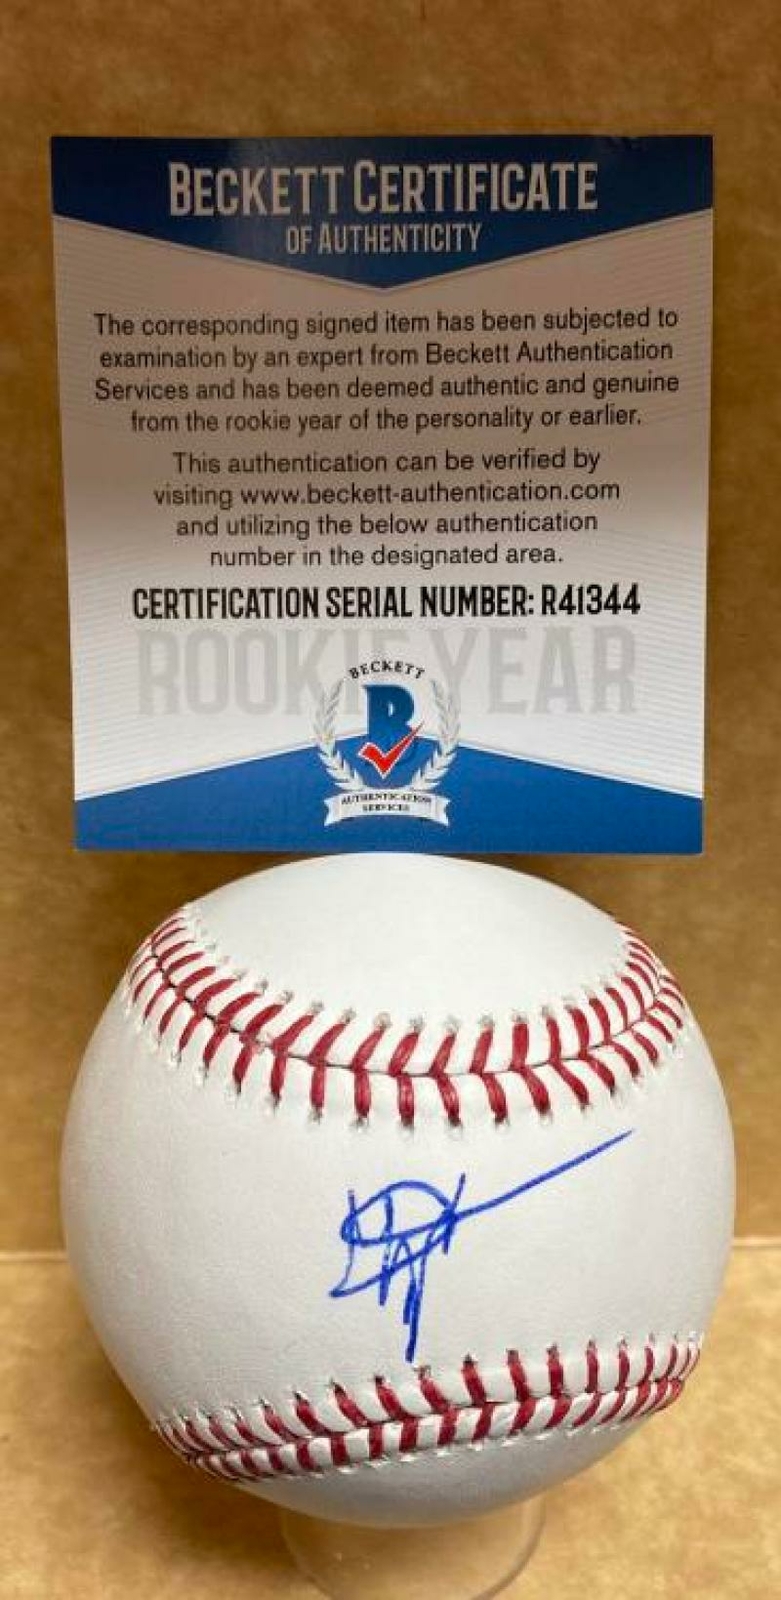 BECKETT CERTIFICATE
OF AUTHENTICITY
The corresponding signed item has been subjected to
examination by an expert from Beckett Authentication
Services and has been deemed authentic and genuine
from the rookie year of the personality or earlier.
This authentication can be verified by
visiting www.beckett-authentication.com
and utilizing the below authentication
number in the designated area.
CERTIFICATION SERIAL NUMBER: R41344
ROOKIE YEAR
BECKETT
B
AUTHENTICATION
SERVICES